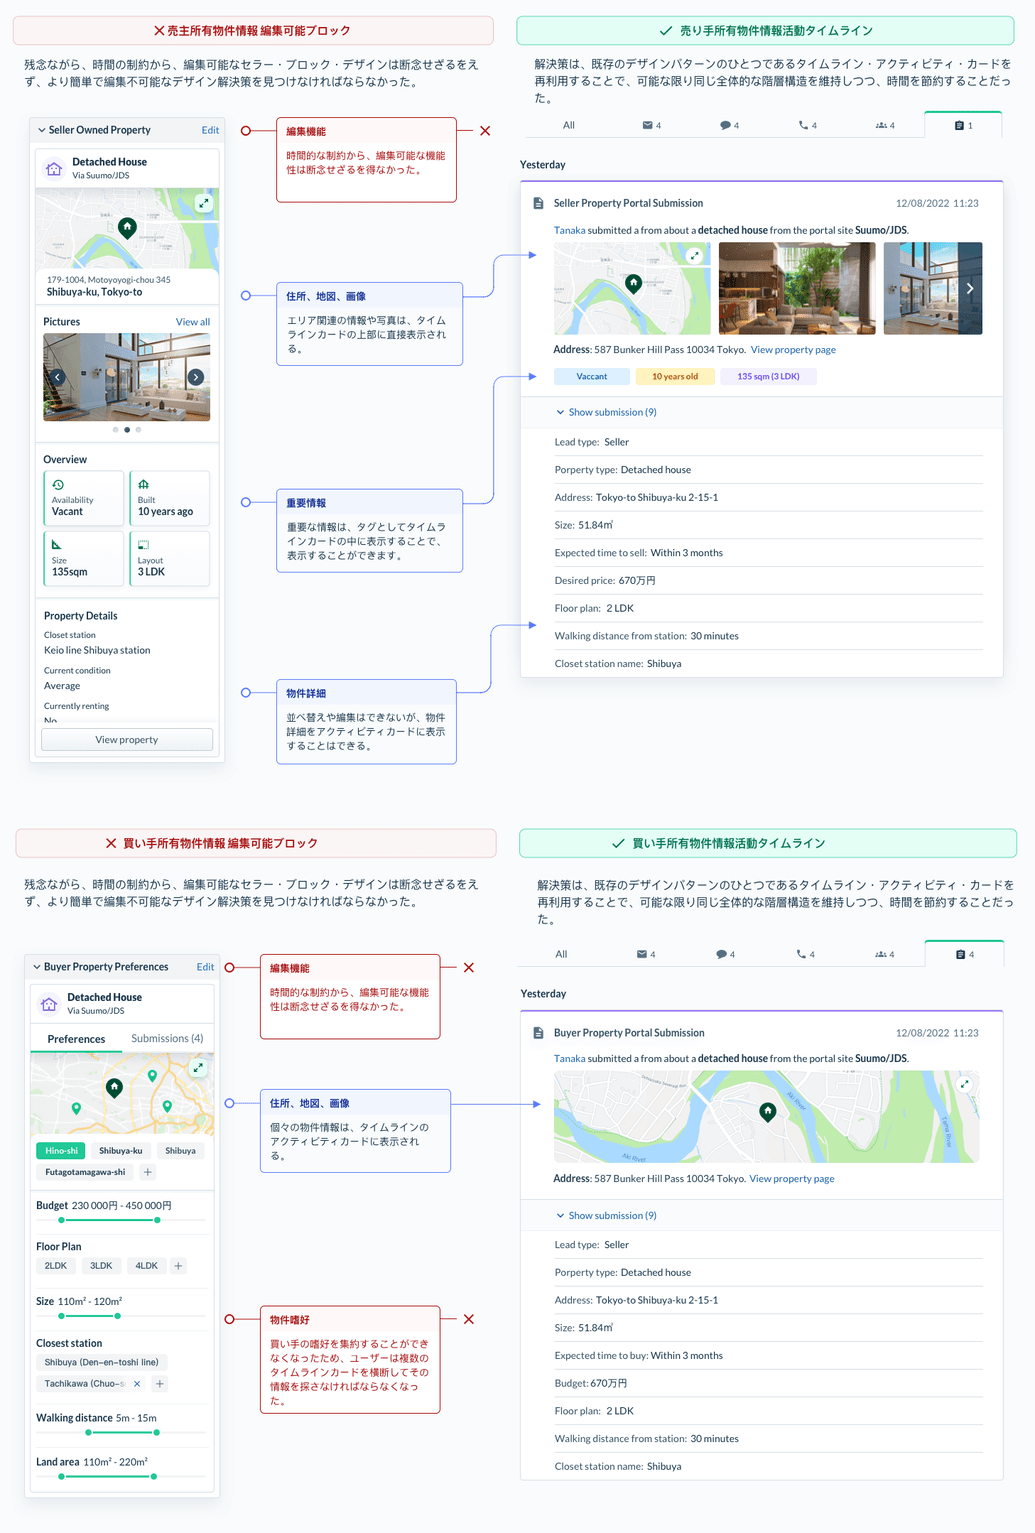 売主所有物件情報 編集可能ブロック
残念ながら、時間の制約から、編集可能なセラー・ブロック・デザインは断念せざるをえ
ず、より簡単で編集不可能なデザイン解決策を見つけなければならなかった。
Seller Owned Property
Edit
Detached House
Via Suumo/JDS
179-1004, Motoyoyogi-chou 345
Shibuya-ku, Tokyo-to
Pictures
View all
Overview
Availability
Vacant
Built
10 years ago
Size
135sqm
Layout
3 LDK
Property Details
Closet station
Keio line Shibuya station
Current condition
Average
Currently renting
No
View property
編集機能
時間的な制約から、編集可能な機能
性は断念せざるを得なかった。
住所、地図、画像
エリア関連の情報や写真は、タイム
ラインカードの上部に直接表示され
る。
重要情報
重要な情報は、タグとしてタイムラ
インカードの中に表示することで、
表示することができます。
物件詳細
並べ替えや編集はできないが、物件
詳細をアクティビティカードに表示
することはできる。
売り手所有物件情報活動タイムライン
解決策は、既存のデザインパターンのひとつであるタイムライン・アクティビティ・カードを
再利用することで、可能な限り同じ全体的な階層構造を維持しつつ、時間を節約することだっ
た。
All
4
4
4
4
1
Yesterday
Seller Property Portal Submission
12/08/2022 11:23
Tanaka submitted a from about a detached house from the portal site Suumo/JDS.
Address: 587 Bunker Hill Pass 10034 Tokyo. View property page
Vaccant
10 years old
135 sqm (3 LDK)
Show submission (9)
Lead type: Seller
Porperty type: Detached house
Address: Tokyo-to Shibuya-ku 2-15-1
Size: 51.84㎡
Expected time to sell: Within 3 months
Desired price: 670万円
Floor plan: 2 LDK
Walking distance from station: 30 minutes
Closet station name: Shibuya
買い手所有物件情報 編集可能ブロック
残念ながら、時間の制約から、編集可能なセラー・ブロック・デザインは断念せざるをえ
ず、より簡単で編集不可能なデザイン解決策を見つけなければならなかった。
Buyer Property Preferences
Edit
Detached House
Via Suumo/JDS
Preferences
Submissions (4)
Hino-shi
Shibuya-ku
Shibuya
Futagotamagawa-shi
Budget 230 000円 - 450 000円
Floor Plan
2LDK
3LDK
4LDK
Size 110m² - 120m²
Closest station
Shibuya (Den-en-toshi line)
Tachikawa (Chuo-s
Walking distance 5m - 15m
Land area 110m² - 220m²
編集機能
時間的な制約から、編集可能な機能
性は断念せざるを得なかった。
住所、地図、画像
個々の物件情報は、タイムラインの
アクティビティカードに表示され
る。
物件嗜好
買い手の嗜好を集約することができ
なくなったため、ユーザーは複数の
タイムラインカードを横断してその
情報を探さなければならなくなっ
た。
買い手所有物件情報活動タイムライン
解決策は、既存のデザインパターンのひとつであるタイムライン・アクティビティ・カードを
再利用することで、可能な限り同じ全体的な階層構造を維持しつつ、時間を節約することだっ
た。
All
4
4
4
4
4
Yesterday
Buyer Property Portal Submission
12/08/2022 11:23
Tanaka submitted a from about a detached house from the portal site Suumo/JDS.
Aki River
Aki River
Aki River
Tama River
Address: 587 Bunker Hill Pass 10034 Tokyo. View property page
Show submission (9)
Lead type: Seller
Porperty type: Detached house
Address: Tokyo-to Shibuya-ku 2-15-1
Size: 51.84㎡
Expected time to buy: Within 3 months
Budget: 670万円
Floor plan: 2 LDK
Walking distance from station: 30 minutes
Closet station name: Shibuya